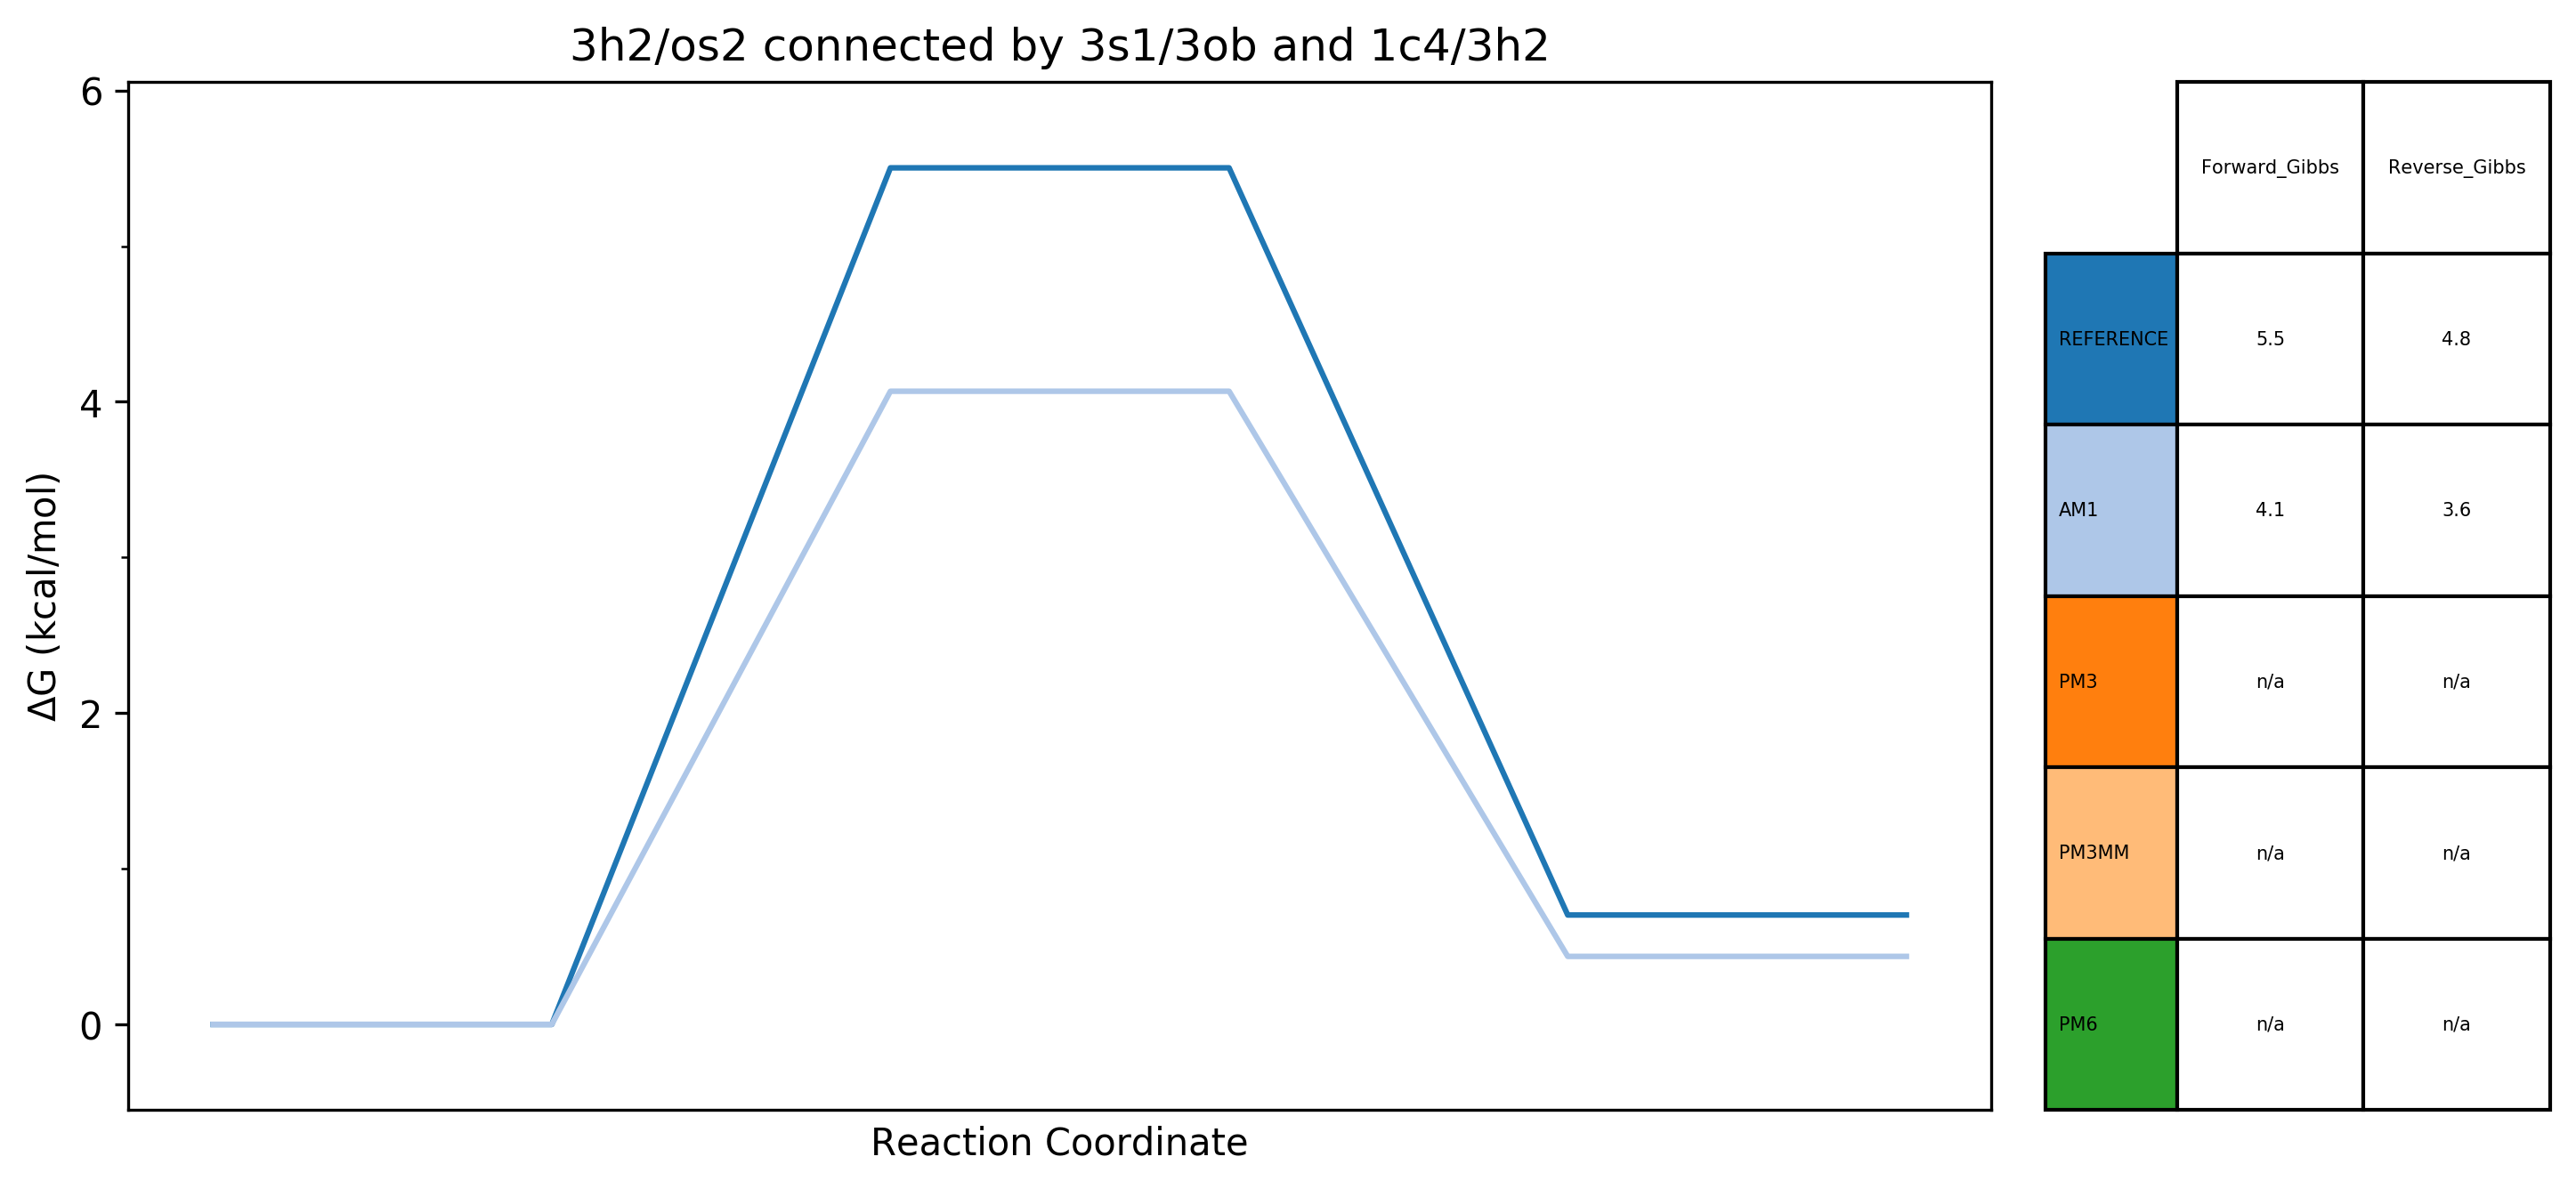 3h2/os2 connected by 3s1/3ob and 1c4/3h2
6
4
2
0
ΔG (kcal/mol)
Reaction Coordinate
Forward_Gibbs Reverse_Gibbs
REFERENCE 5.5 4.8
AM1 4.1 3.6
PM3 n/a n/a
PM3MM n/a n/a
PM6 n/a n/a